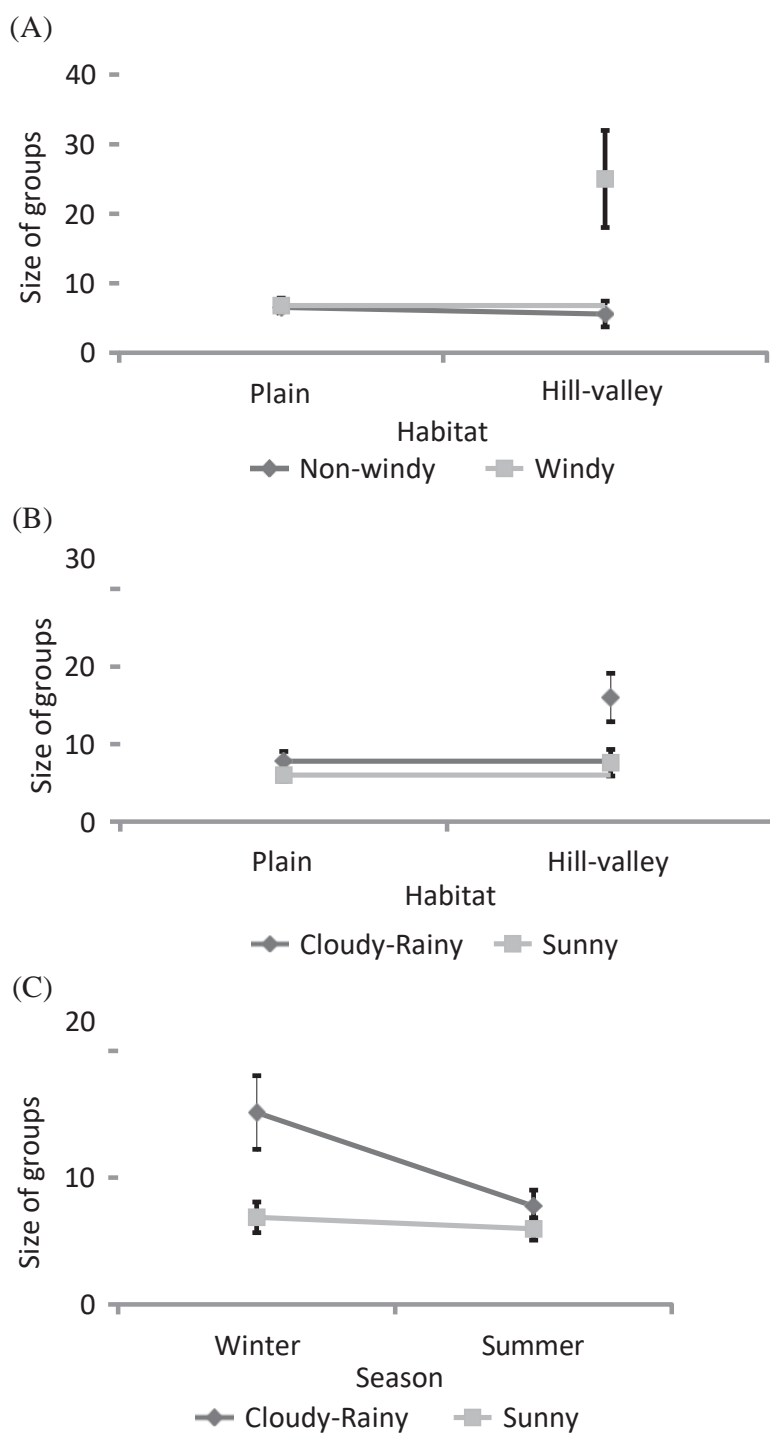 (A)
40
30
20
10
0
Size of groups
Plain Hill-valley
Habitat
Non-windy Windy
(B)
30
20
10
0
Size of groups
Plain Hill-valley
Habitat
Cloudy-Rainy Sunny
(C)
20
10
0
Size of groups
Winter Summer
Season
Cloudy-Rainy Sunny